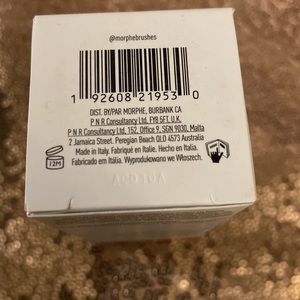 @morphebrushes
1 92608 21953 0
DIST. BY/PAR MORPHE, BURBANK CA
P N R Consultancy Ltd. PY8 5FT, U.K.
P N R Consultancy Ltd. 152, Office 9, SGN 9030, Malta
2 Jamaica Street, Peregian Beach QLD 4573 Australia
Made in Italy. Fabriqué en Italie. Hecho en Italia.
Fabricado em Itália. Wyprodukowano we Włoszech.
12M